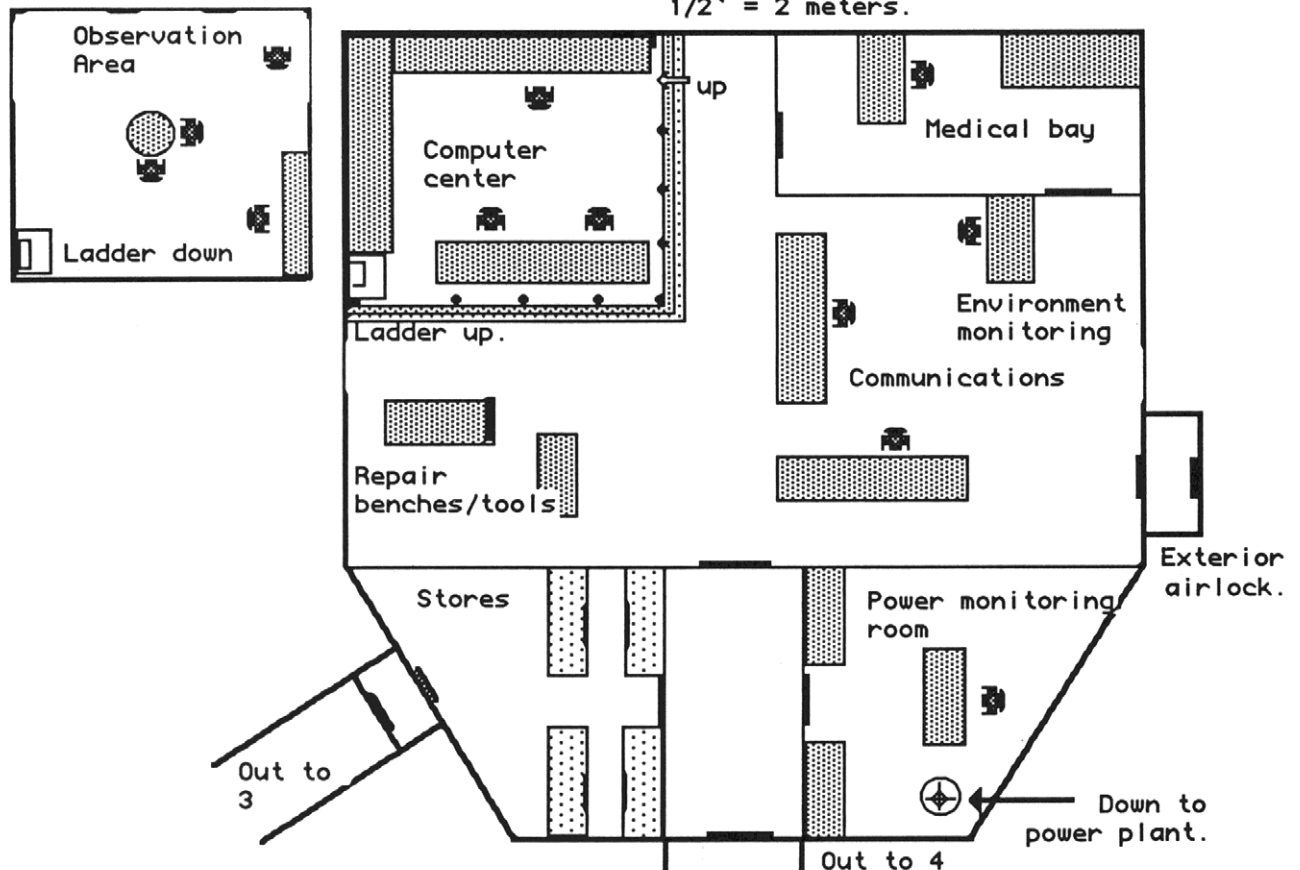 1/2" = 2 meters.
Observation
Area
Ladder down
up
Computer
center
Ladder up.
Medical bay
Environment
monitoring
Communications
Repair
benches/tools
Exterior
airlock.
Stores
Power monitoring
room
Out to
3
Down to
power plant.
Out to 4